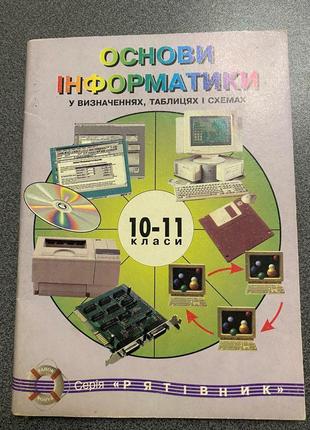 ОСНОВИ
ІНФОРМАТИКИ
У ВИЗНАЧЕННЯХ, ТАБЛИЦЯХ І СХЕМАХ
10-11
класи
Серія «РЯТІВНИК»